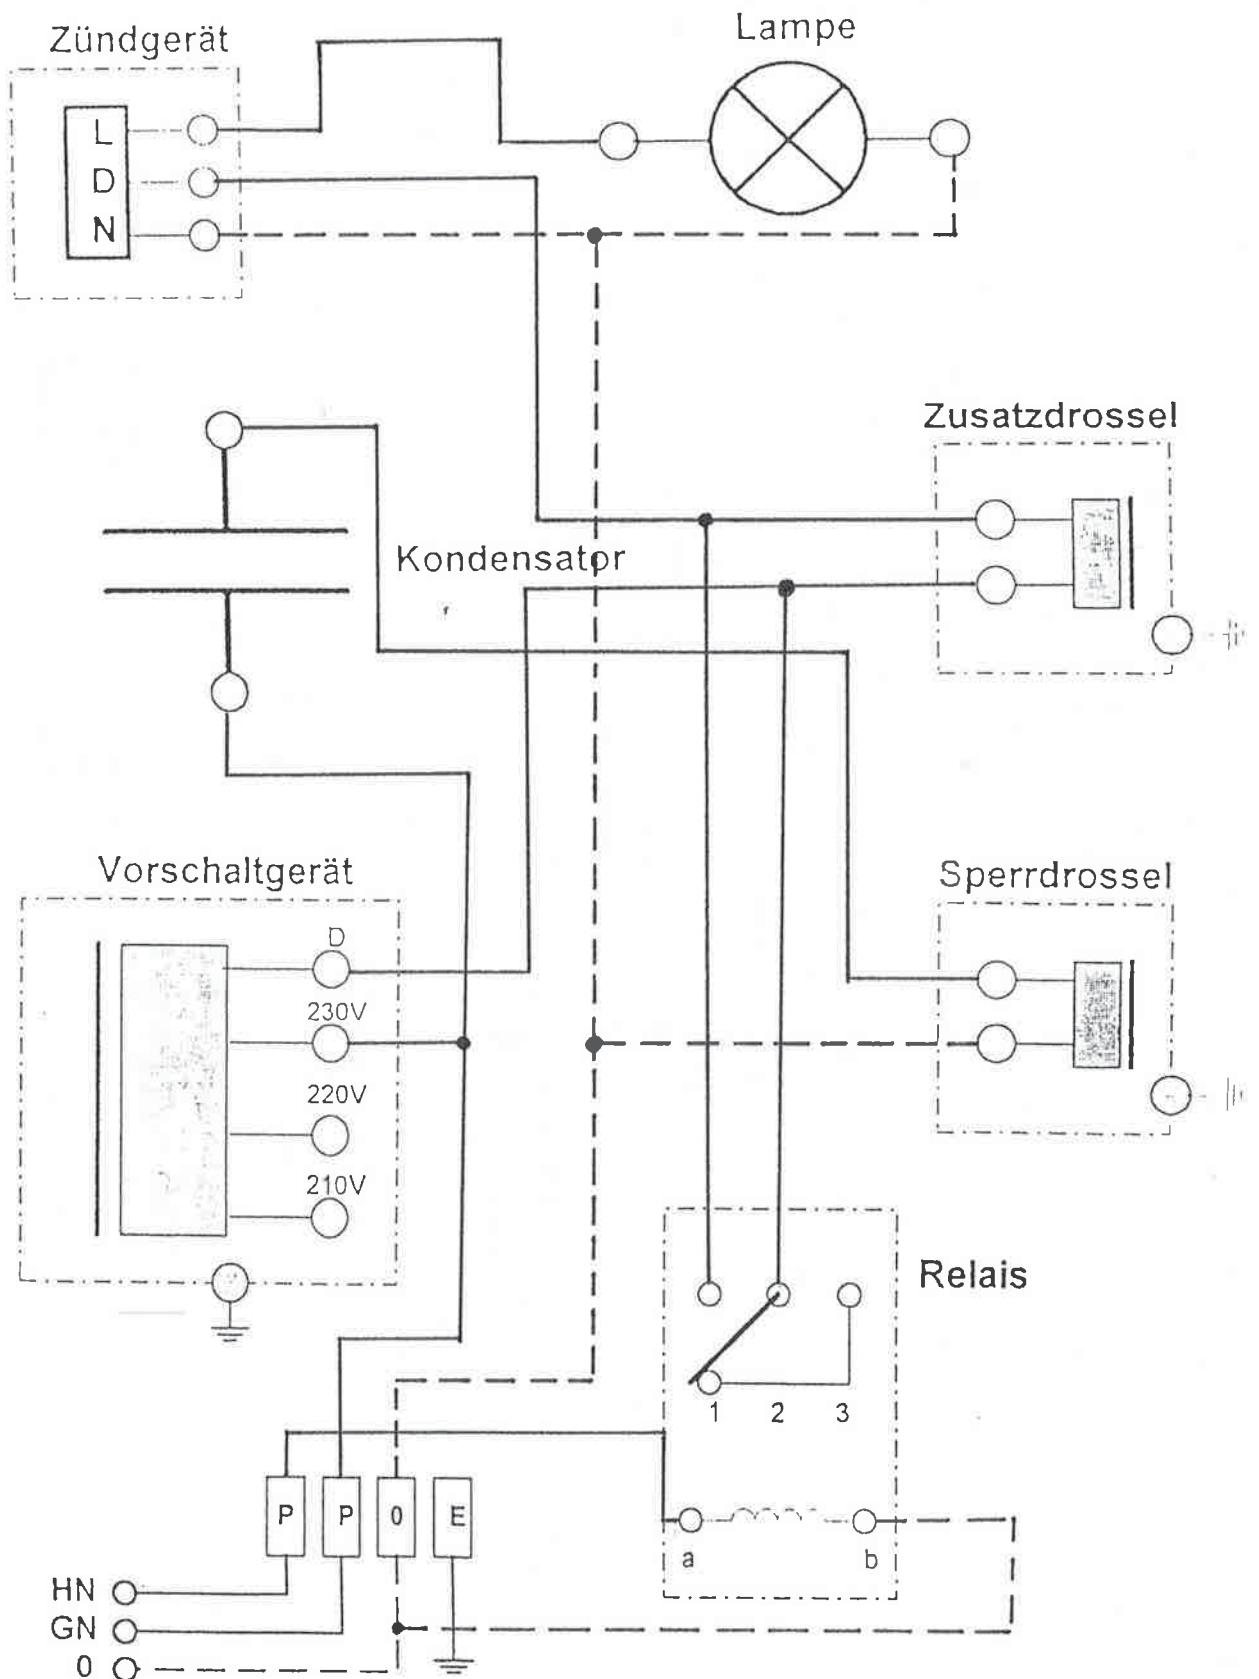 Zündgerät
Lampe
L
D
N
Zusatzdrossel
Kondensator
Vorschaltgerät
Sperrdrossel
D
230V
220V
210V
Relais
1 2 3
P P 0 E
a b
HN
GN
0